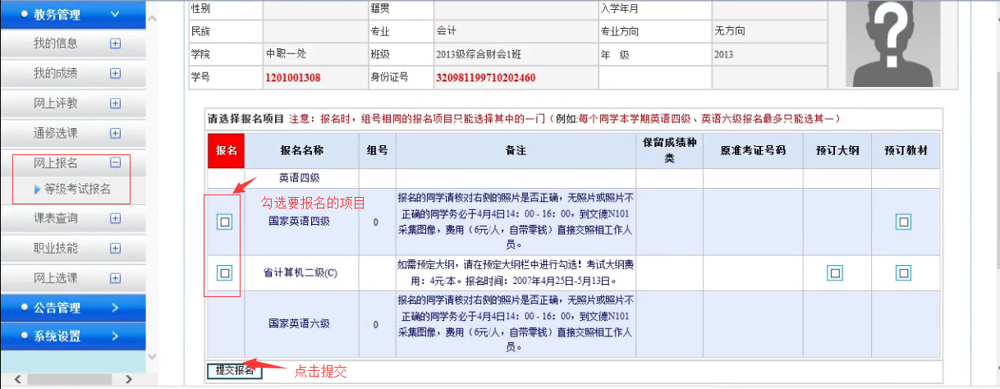 教务管理
我的信息
我的成绩
网上评教
通修选课
网上报名
等级考试报名
课表查询
职业技能
网上选课
公告管理
系统设置
性别 籍贯 入学年月
民族 专业 会计 专业方向 无方向
学院 中职一处 班级 2013级综合财会1班 年 级 2013
学号 1201001308 身份证号 320981199710202460
请选择报名项目 注意：报名时，组号相同的报名项目只能选择其中的一门（例如:每个同学本学期英语四级、英语六级报名最多只能选其一）
报名 报名名称 组号 备注 保留成绩种类 原准考证号码 预订大纲 预订教材
英语四级
勾选要报名的项目
国家英语四级 0
报名的同学请核对右侧的照片是否正确，无照片或照片不
正确的同学务必于4月4日14：00－16：00，到文德N101
采集图像，费用（6元/人，自带零钱）直接交照相工作人
员。
省计算机二级(C)
如需预定大纲，请在预定大纲栏中进行勾选！考试大纲费
用：4元/本。报名时间：2007年4月25日-5月13日。
国家英语六级 0
报名的同学请核对右侧的照片是否正确，无照片或照片不
正确的同学务必于4月4日14：00－16：00，到文德N101
采集图像，费用（6元/人，自带零钱）直接交照相工作人
员。
提交报名
点击提交